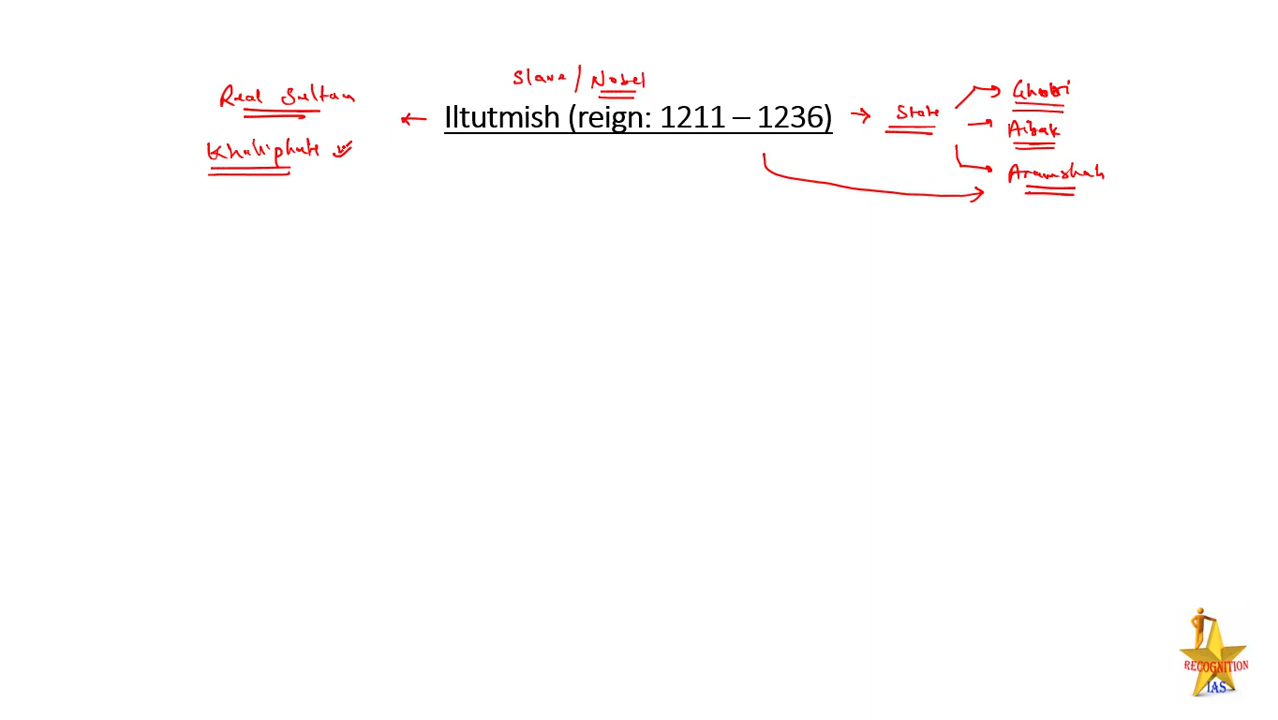 Slave / Nobel
Real Sultan
Iltutmish (reign: 1211 – 1236)
State
Ghori
Aibak
Khaliphate
Aramshah
RECOGNITION
IAS